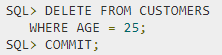 SQL> DELETE FROM CUSTOMERS
WHERE AGE = 25;
SQL> COMMIT;